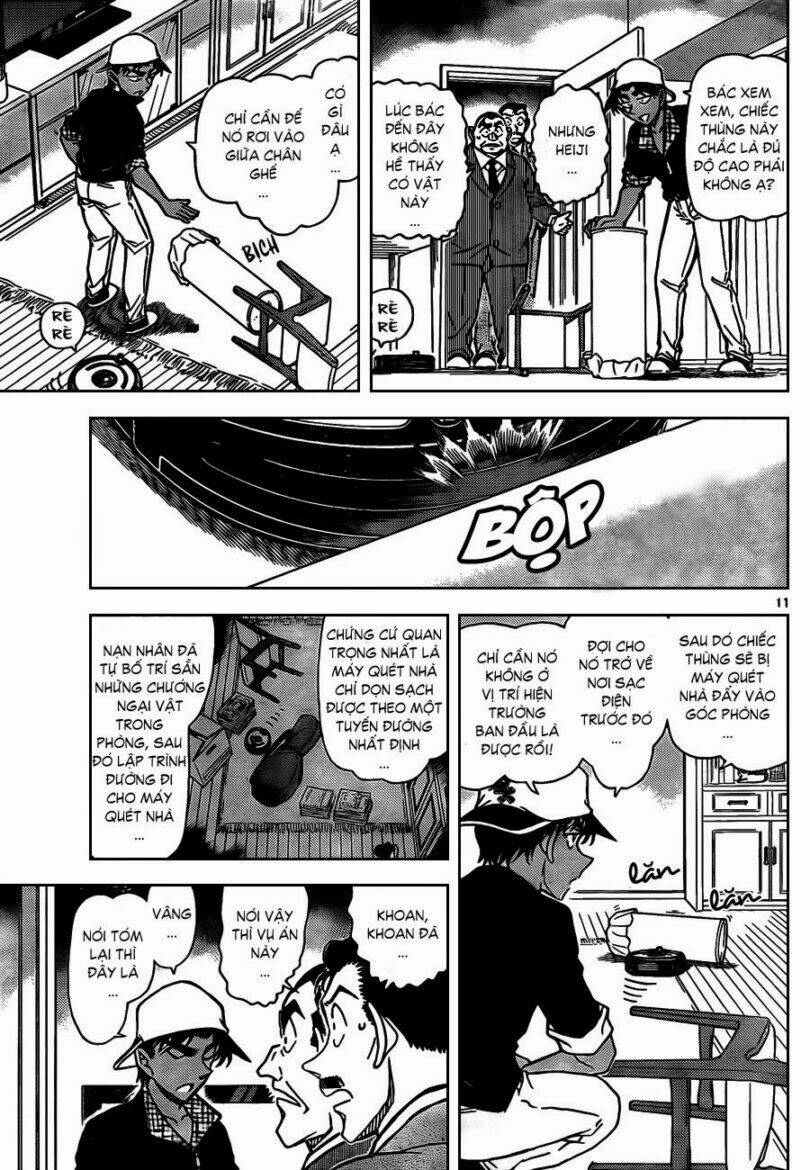 BÁC XEM
XEM, CHIẾC
THÙNG NÀY
CHẮC LÀ ĐỦ
ĐỘ CAO PHẢI
KHÔNG Ạ?
NHƯNG
HEIJI
...
LÚC BÁC
ĐẾN ĐÂY
KHÔNG
HỀ THẤY
CÓ VẬT
NÀY
...
RÈ
RÈ
CÓ
GÌ
ĐÂU
Ạ
...
CHỈ CẦN ĐỂ
NÓ RƠI VÀO
GIỮA CHÂN
GHẾ
...
BỊCH
RÈ
RÈ
BỘP
11
SAU ĐÓ CHIẾC
THÙNG SẼ BỊ
MÁY QUÉT
NHÀ ĐẨY VÀO
GÓC PHÒNG
...
ĐỢI CHO
NÓ TRỞ VỀ
NƠI SẠC
ĐIỆN
TRƯỚC ĐÓ
...
CHỈ CẦN NÓ
KHÔNG Ở
VỊ TRÍ HIỆN
TRƯỜNG
BAN ĐẦU LÀ
ĐƯỢC RỒI!
lăn
lăn
CHỨNG CỨ QUAN
TRỌNG NHẤT LÀ
MÁY QUÉT NHÀ
CHỈ DỌN SẠCH
ĐƯỢC THEO MỘT
TUYẾN ĐƯỜNG
NHẤT ĐỊNH
...
NẠN NHÂN ĐÃ
TỰ BỐ TRÍ SẴN
NHỮNG CHƯỚNG
NGẠI VẬT
TRONG
PHÒNG, SAU
ĐÓ LẬP TRÌNH
ĐƯỜNG ĐI
CHO MÁY
QUÉT NHÀ
...
KHOAN,
KHOAN ĐÃ
...
NÓI VẬY
THÌ VỤ ÁN
NÀY
...
VÂNG
...
NÓI TÓM
LẠI THÌ
ĐÂY LÀ
...